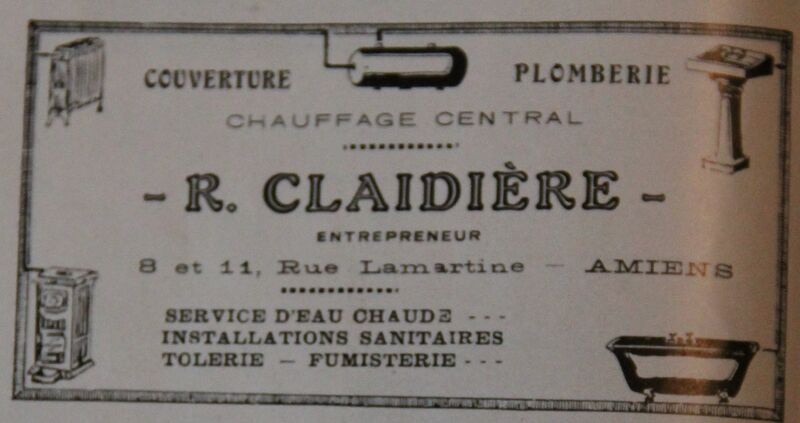 COUVERTURE PLOMBERIE
CHAUFFAGE CENTRAL
- R. CLAIDIÈRE -
ENTREPRENEUR
8 et 11, Rue Lamartine - AMIENS
SERVICE D'EAU CHAUDE - - -
INSTALLATIONS SANITAIRES
TOLERIE - FUMISTERIE - - -